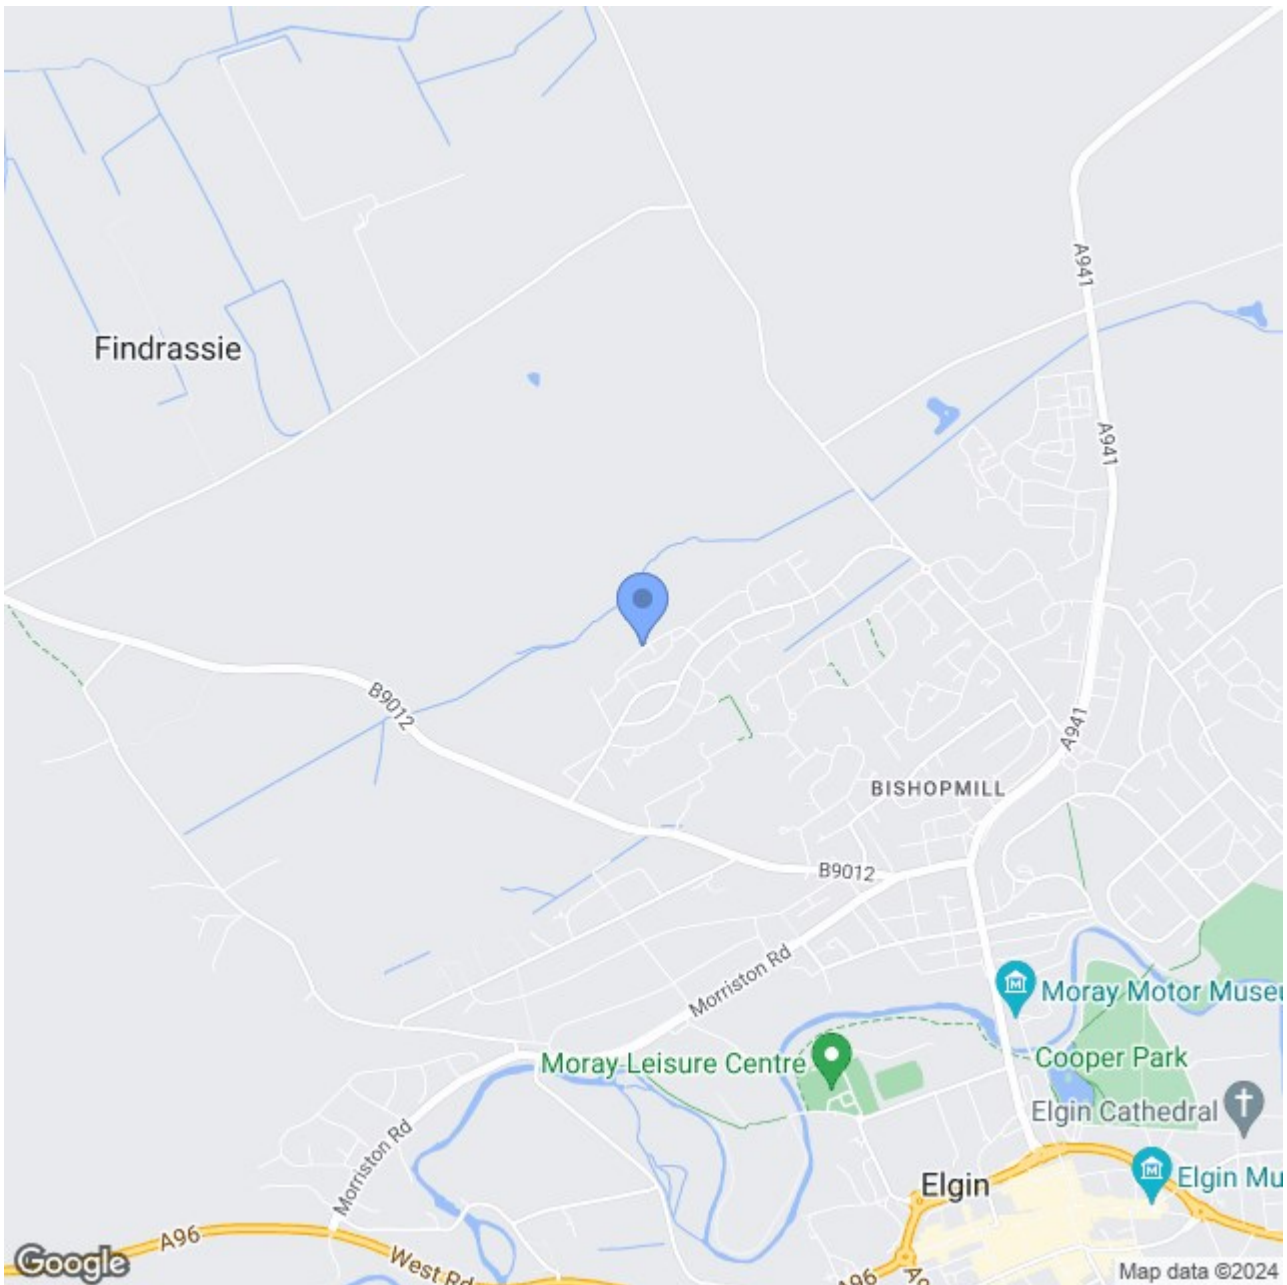 A941
Findrassie
A941
B9012
A941
BISHOPMILL
B9012
Morriston Rd
Moray Motor Museu
Moray Leisure Centre
Cooper Park
Elgin Cathedral
Morriston Rd
Elgin
Elgin Mu
A96
West Rd
A96
Google
Map data ©2024